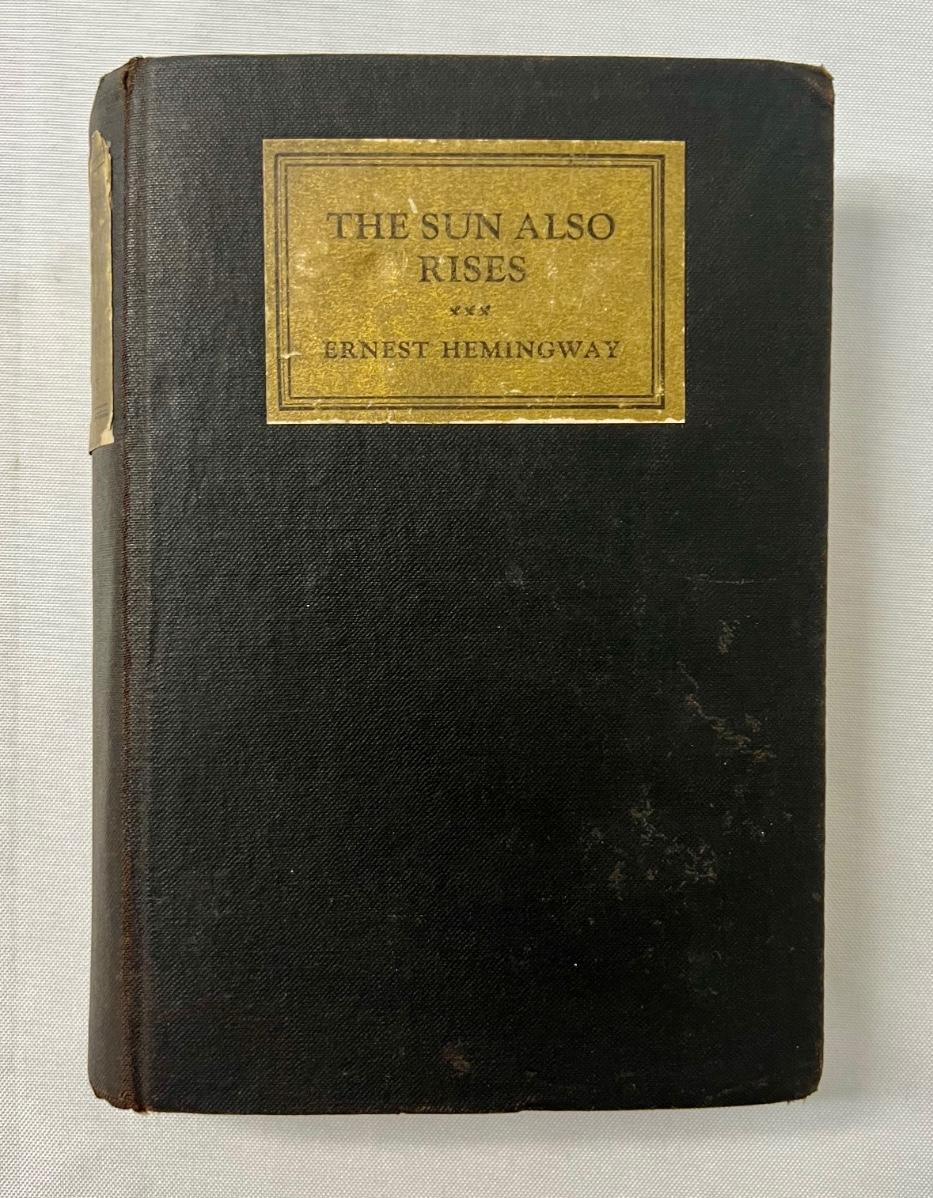 THE SUN ALSO
RISES
ERNEST HEMINGWAY